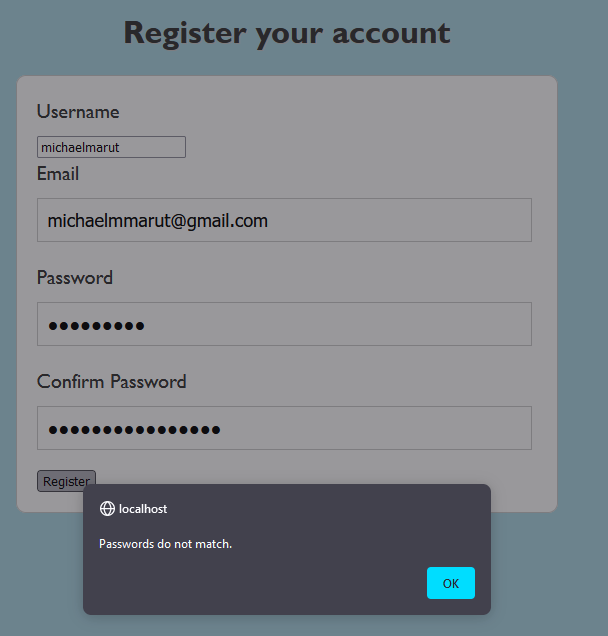 Register your account
Username
michaelmarut
Email
michaelmmarut@gmail.com
Password
●●●●●●●●●
Confirm Password
●●●●●●●●●●●●●●●●
Register
localhost
Passwords do not match.
OK